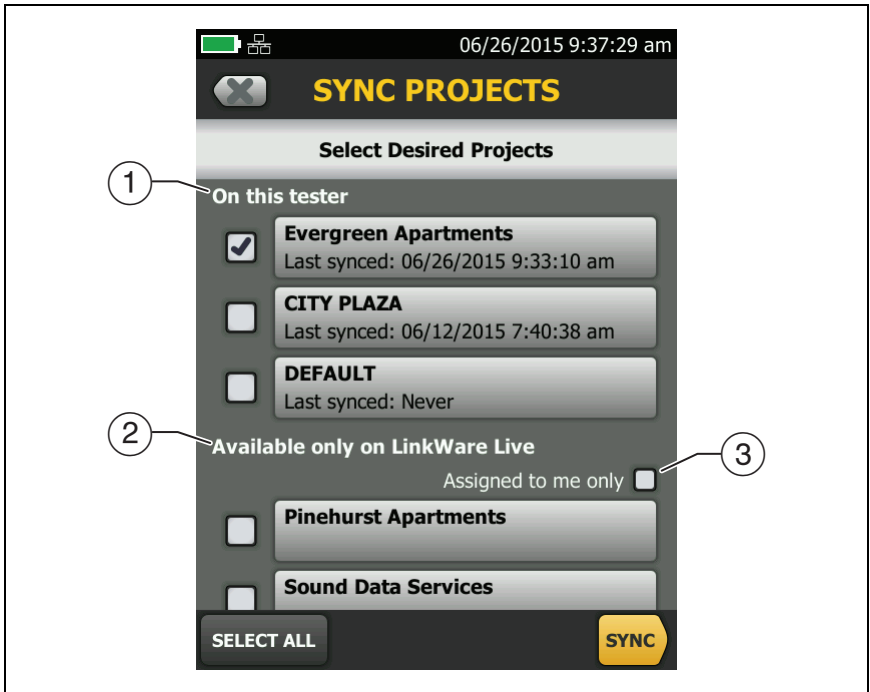 06/26/2015 9:37:29 am
SYNC PROJECTS
Select Desired Projects
1
On this tester
Evergreen Apartments
Last synced: 06/26/2015 9:33:10 am
CITY PLAZA
Last synced: 06/12/2015 7:40:38 am
DEFAULT
Last synced: Never
2
Available only on LinkWare Live
3
Assigned to me only
Pinehurst Apartments
Sound Data Services
SELECT ALL
SYNC